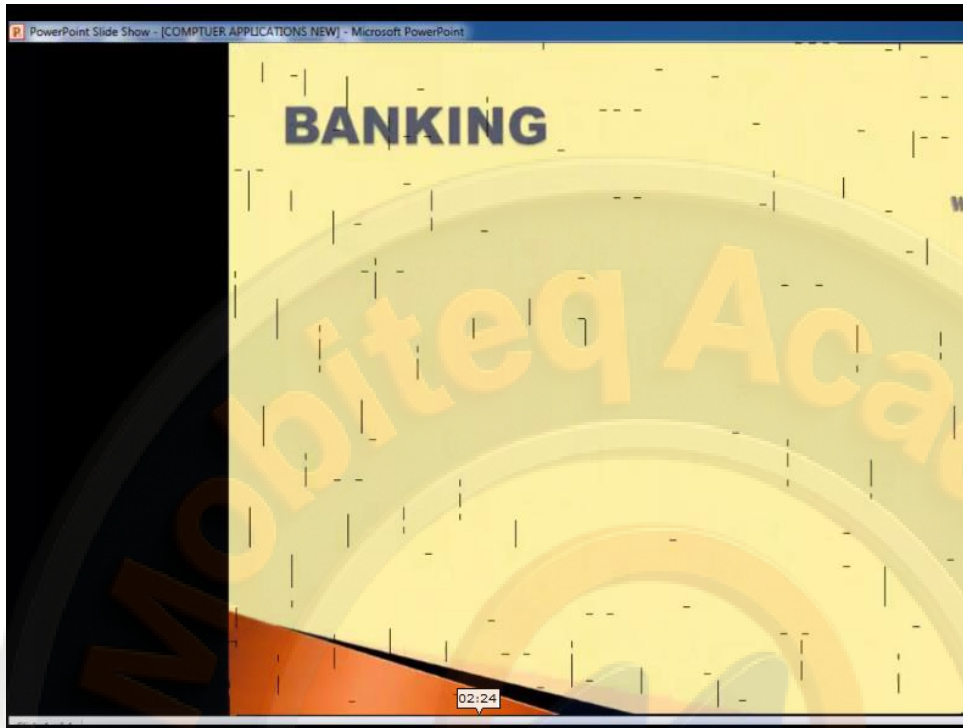 PowerPoint Slide Show - [COMPTUER APPLICATIONS NEW] - Microsoft PowerPoint
BANKING
Mobiteq Aca
02:24